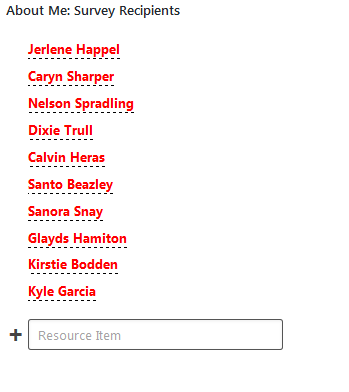 About Me: Survey Recipients
Jerlene Happel
Caryn Sharper
Nelson Spradling
Dixie Trull
Calvin Heras
Santo Beazley
Sanora Snay
Glayds Hamiton
Kirstie Bodden
Kyle Garcia
+ Resource Item